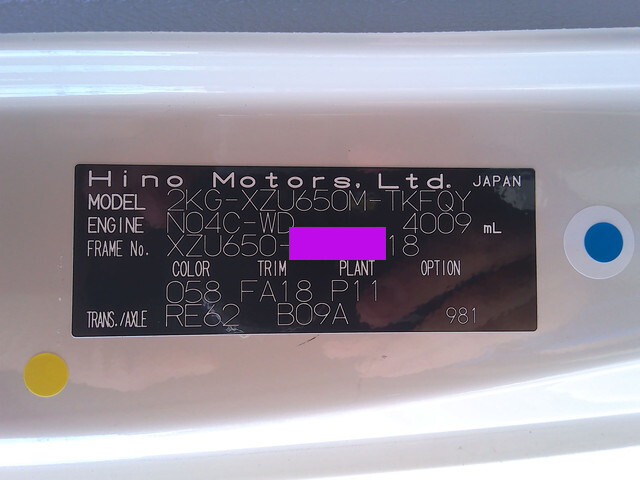 Hino Motors, Ltd. JAPAN
MODEL 2KG-XZU650M-TKFQY
ENGINE N04C-WD 4009 mL
FRAME No. XZU650- 18
COLOR TRIM PLANT OPTION
058 FA18 P11
TRANS./AXLE RE62 B09A 981